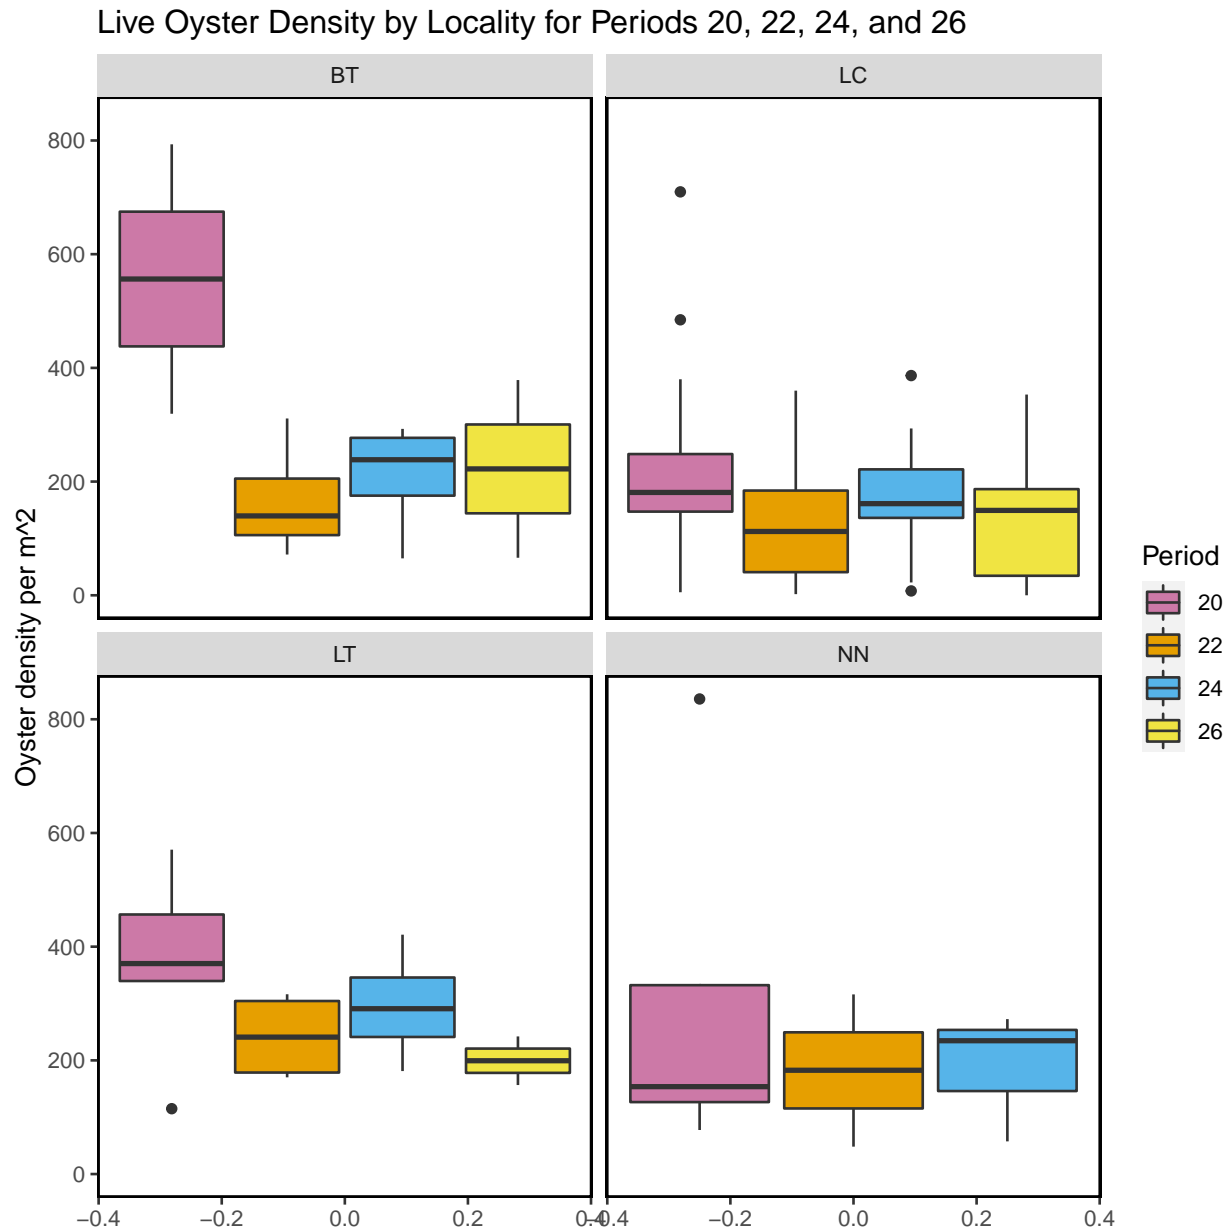 Live Oyster Density by Locality for Periods 20, 22, 24, and 26
BT
LC
800
600
400
200
0
LT
NN
800
600
400
200
0
Oyster density per m^2
−0.4 −0.2 0.0 0.2 0.4
−0.4 −0.2 0.0 0.2 0.4
Period
20
22
24
26